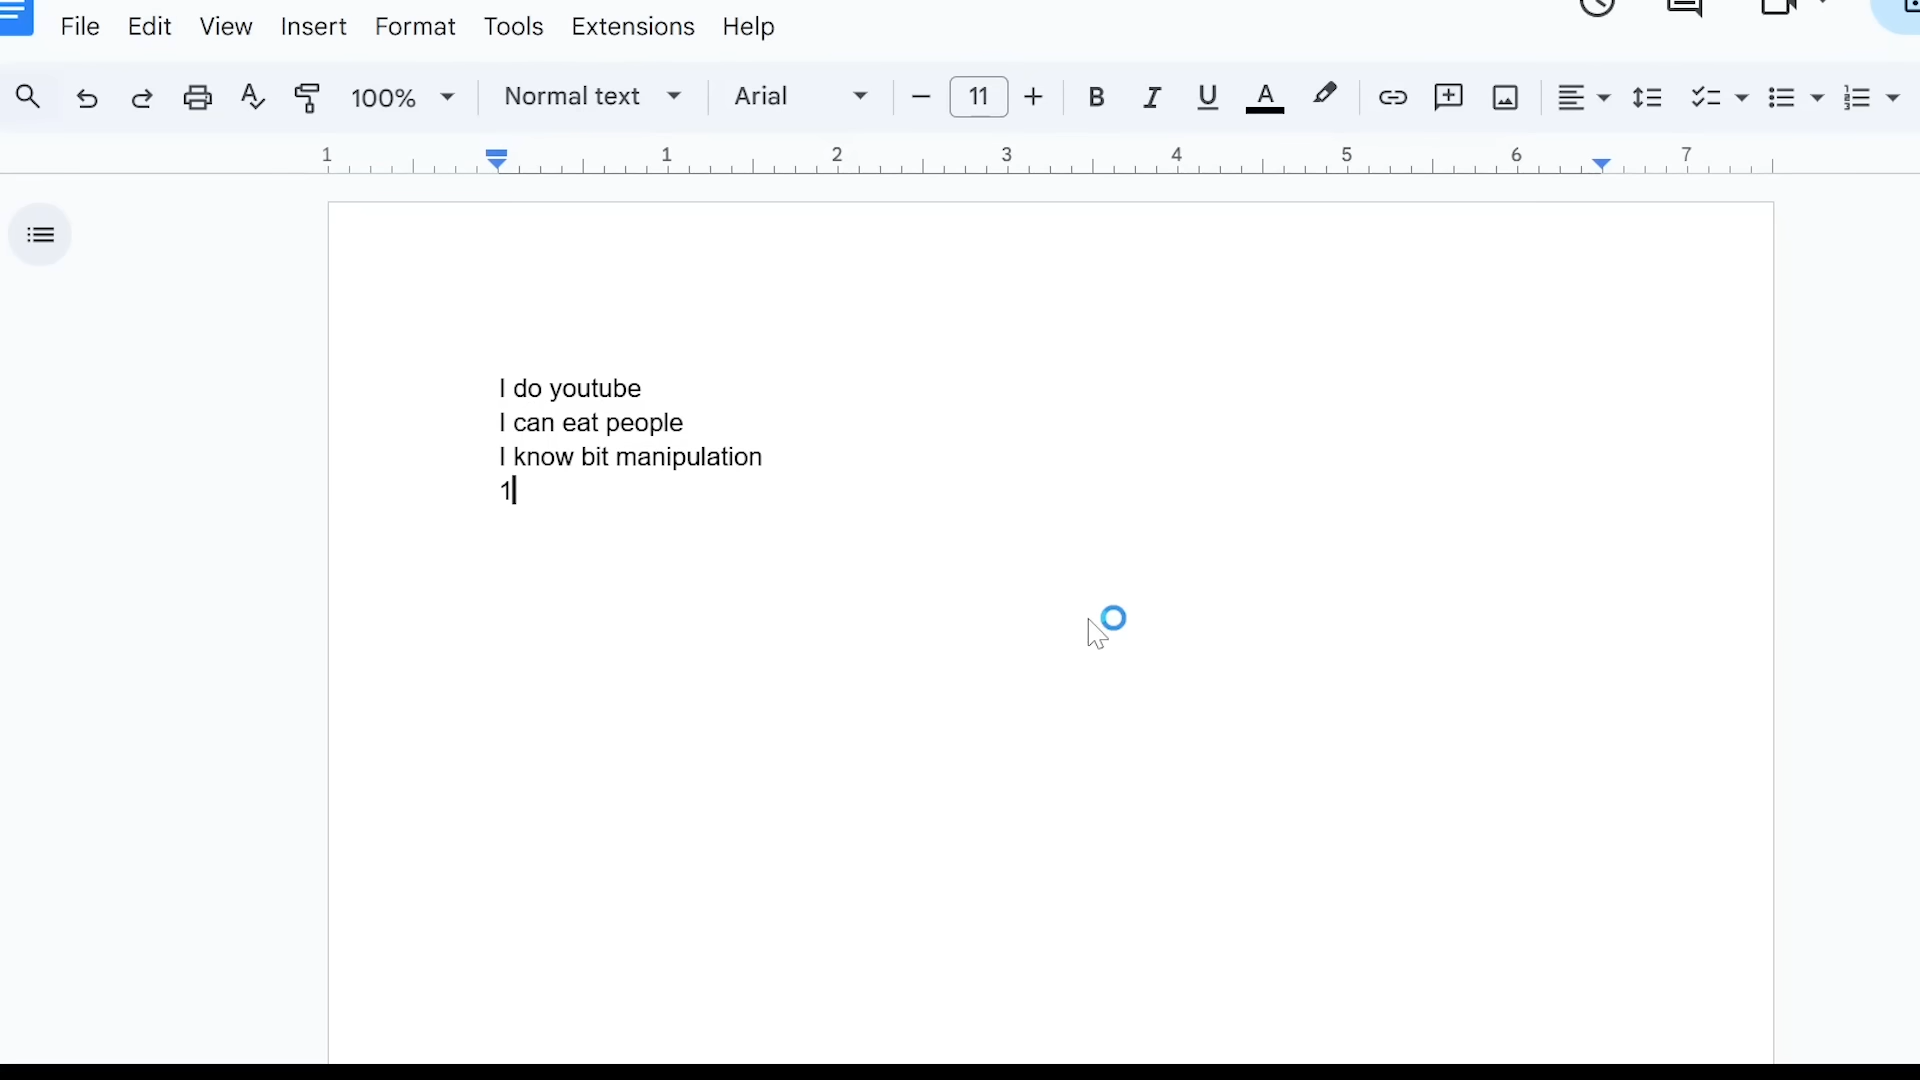 File Edit View Insert Format Tools Extensions Help
100% Normal text Arial 11
1 1 2 3 4 5 6 7
I do youtube
I can eat people
I know bit manipulation
1